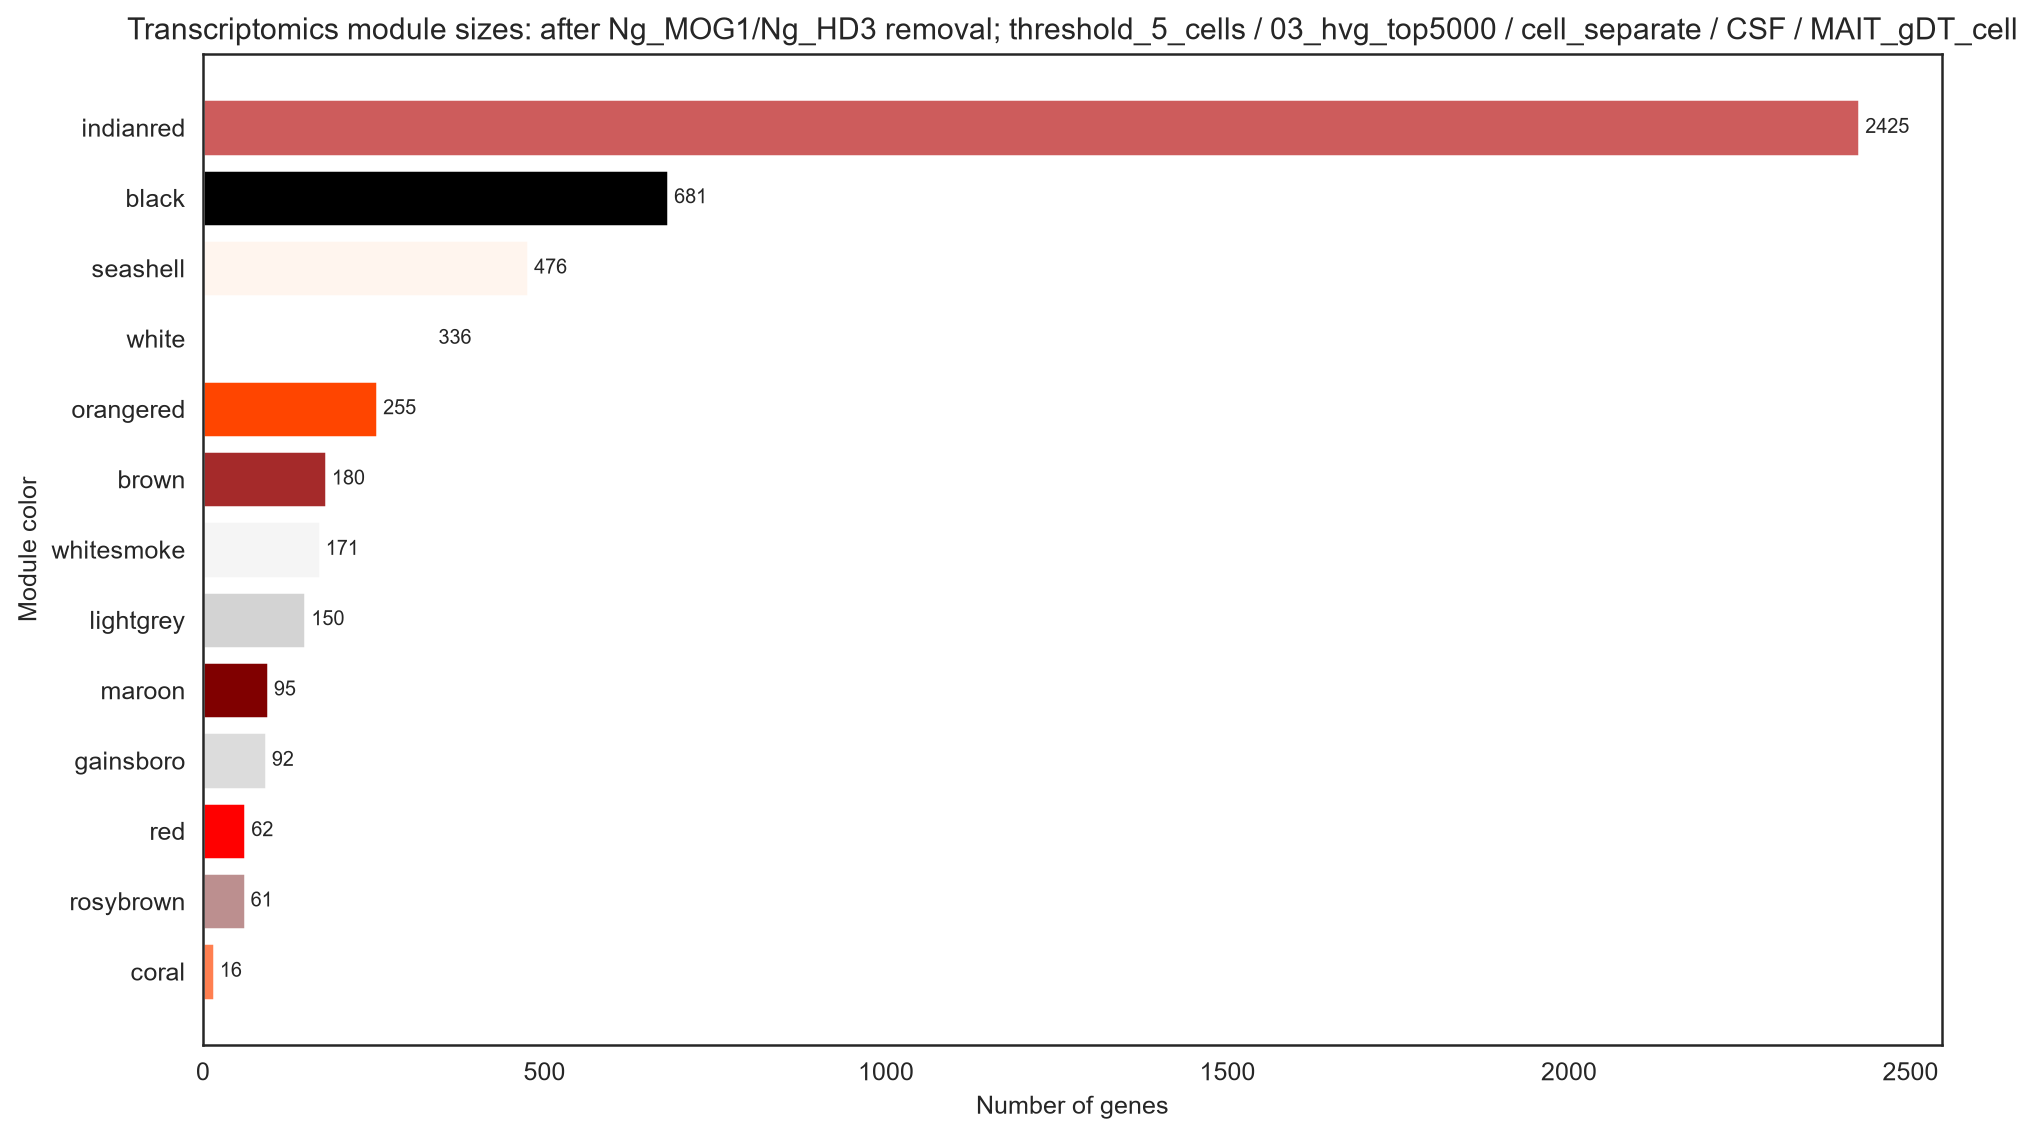 Transcriptomics module sizes: after Ng_MOG1/Ng_HD3 removal; threshold_5_cells / 03_hvg_top5000 / cell_separate / CSF / MAIT_gDT_cell
Module color
indianred 2425
black 681
seashell 476
white 336
orangered 255
brown 180
whitesmoke 171
lightgrey 150
maroon 95
gainsboro 92
red 62
rosybrown 61
coral 16
0 500 1000 1500 2000 2500
Number of genes